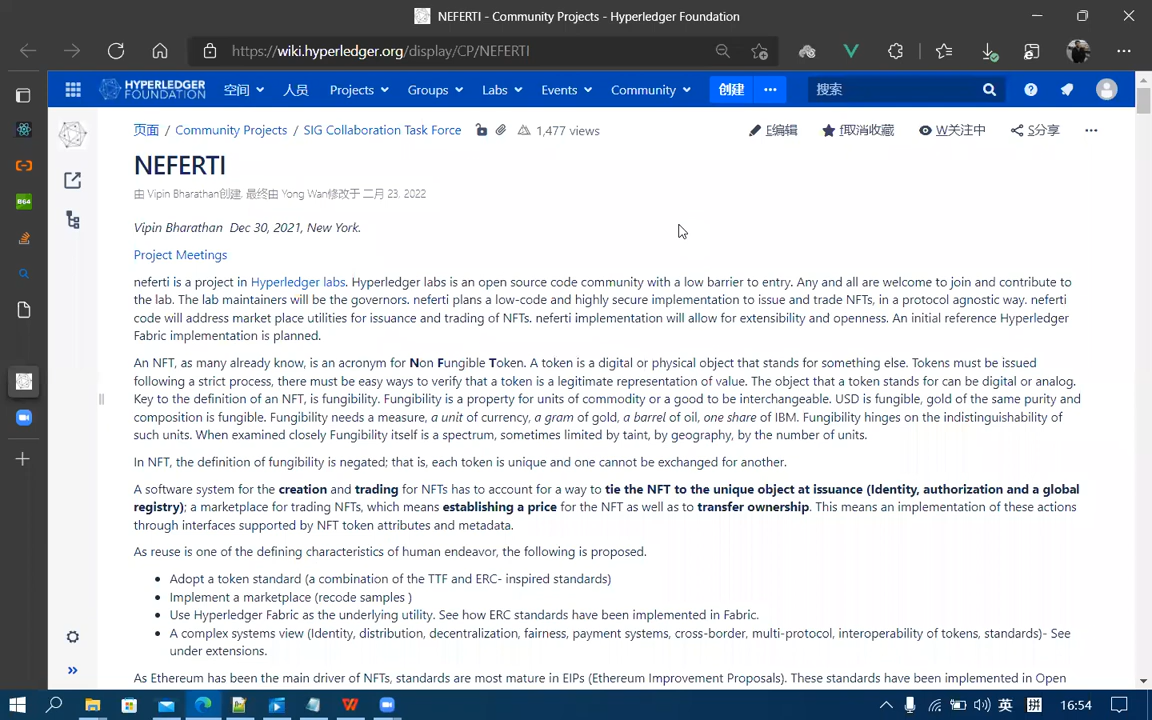 NEFERTI - Community Projects - Hyperledger Foundation
https://wiki.hyperledger.org/display/CP/NEFERTI
HYPERLEDGER FOUNDATION 空间 人员 Projects Groups Labs Events Community 创建 ••• 搜索
页面 / Community Projects / SIG Collaboration Task Force 1,477 views E编辑 f取消收藏 W关注中 S分享
NEFERTI
由 Vipin Bharathan创建, 最终由 Yong Wan修改于 二月 23, 2022
Vipin Bharathan Dec 30, 2021, New York.
Project Meetings
neferti is a project in Hyperledger labs. Hyperledger labs is an open source code community with a low barrier to entry. Any and all are welcome to join and contribute to
the lab. The lab maintainers will be the governors. neferti plans a low-code and highly secure implementation to issue and trade NFTs, in a protocol agnostic way. neferti
code will address market place utilities for issuance and trading of NFTs. neferti implementation will allow for extensibility and openness. An initial reference Hyperledger
Fabric implementation is planned.
An NFT, as many already know, is an acronym for Non Fungible Token. A token is a digital or physical object that stands for something else. Tokens must be issued
following a strict process, there must be easy ways to verify that a token is a legitimate representation of value. The object that a token stands for can be digital or analog.
Key to the definition of an NFT, is fungibility. Fungibility is a property for units of commodity or a good to be interchangeable. USD is fungible, gold of the same purity and
composition is fungible. Fungibility needs a measure, a unit of currency, a gram of gold, a barrel of oil, one share of IBM. Fungibility hinges on the indistinguishability of
such units. When examined closely Fungibility itself is a spectrum, sometimes limited by taint, by geography, by the number of units.
In NFT, the definition of fungibility is negated; that is, each token is unique and one cannot be exchanged for another.
A software system for the creation and trading for NFTs has to account for a way to tie the NFT to the unique object at issuance (Identity, authorization and a global
registry); a marketplace for trading NFTs, which means establishing a price for the NFT as well as to transfer ownership. This means an implementation of these actions
through interfaces supported by NFT token attributes and metadata.
As reuse is one of the defining characteristics of human endeavor, the following is proposed.
• Adopt a token standard (a combination of the TTF and ERC- inspired standards)
• Implement a marketplace (recode samples )
• Use Hyperledger Fabric as the underlying utility. See how ERC standards have been implemented in Fabric.
• A complex systems view (Identity, distribution, decentralization, fairness, payment systems, cross-border, multi-protocol, interoperability of tokens, standards)- See
under extensions.
As Ethereum has been the main driver of NFTs, standards are most mature in EIPs (Ethereum Improvement Proposals). These standards have been implemented in Open
英 拼 16:54